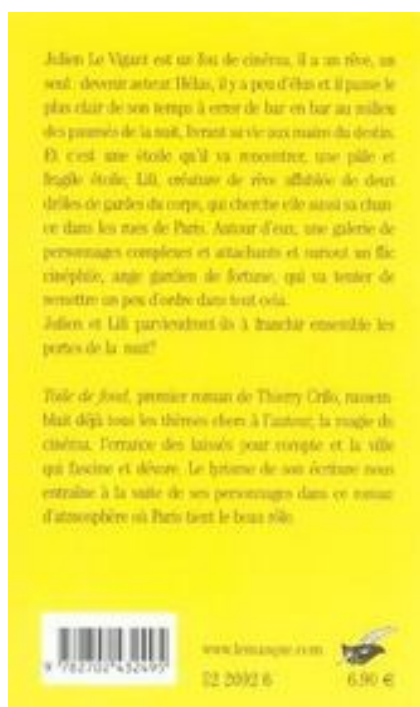 Julien Le Vigant est un fou de cinéma, il a un rêve, un
seul : devenir acteur. Hélas, il y a peu d'élus et il passe le
plus clair de son temps à errer de bar en bar au milieu
des paumés de la nuit, livrant sa vie aux mains du destin.
Et c'est une étoile qu'il va rencontrer, une pâle et
fragile étoile, Lili, créature de rêve affublée de deux
drôles de gardes du corps, qui cherche elle aussi sa chan-
ce dans les rues de Paris. Autour d'eux, une galerie de
personnages complexes et attachants et surtout un flic
cinéphile, ange gardien de fortune, qui va tenter de
remettre un peu d'ordre dans tout cela.
Julien et Lili parviendront-ils à franchir ensemble les
portes de la nuit?
Toile de fond, premier roman de Thierry Crifo, rassem-
blait déjà tous les thèmes chers à l'auteur, la magie du
cinéma, l'errance des laissés pour compte et la ville
qui fascine et dévore. Le lyrisme de son écriture nous
entraîne à la suite de ses personnages dans ce roman
d'atmosphère où Paris tient le beau rôle.
www.lemasque.com
9 782702 432495
52 2692 6
6,90 €